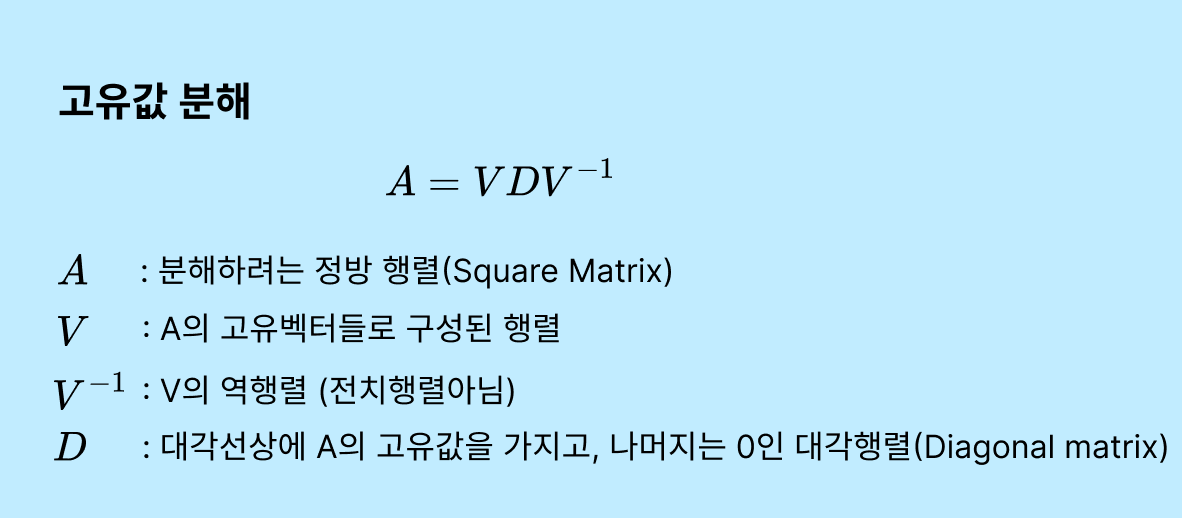 고유값 분해
A = VDV⁻¹
A : 분해하려는 정방 행렬(Square Matrix)
V : A의 고유벡터들로 구성된 행렬
V⁻¹ : V의 역행렬 (전치행렬아님)
D : 대각선상에 A의 고유값을 가지고, 나머지는 0인 대각행렬(Diagonal matrix)